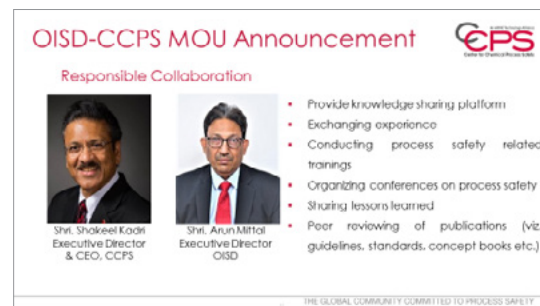 OISD-CCPS MOU Announcement
CCPS
Center for Chemical Process Safety
Responsible Collaboration
Shri. Shakeel Kadri
Executive Director
& CEO, CCPS
Shri. Arun Mittal
Executive Director
OISD
▪ Provide knowledge sharing platform
▪ Exchanging experience
▪ Conducting process safety related
trainings
▪ Organizing conferences on process safety
▪ Sharing lessons learned
▪ Peer reviewing of publications (viz
guidelines, standards, concept books etc.)
THE GLOBAL COMMUNITY COMMITTED TO PROCESS SAFETY